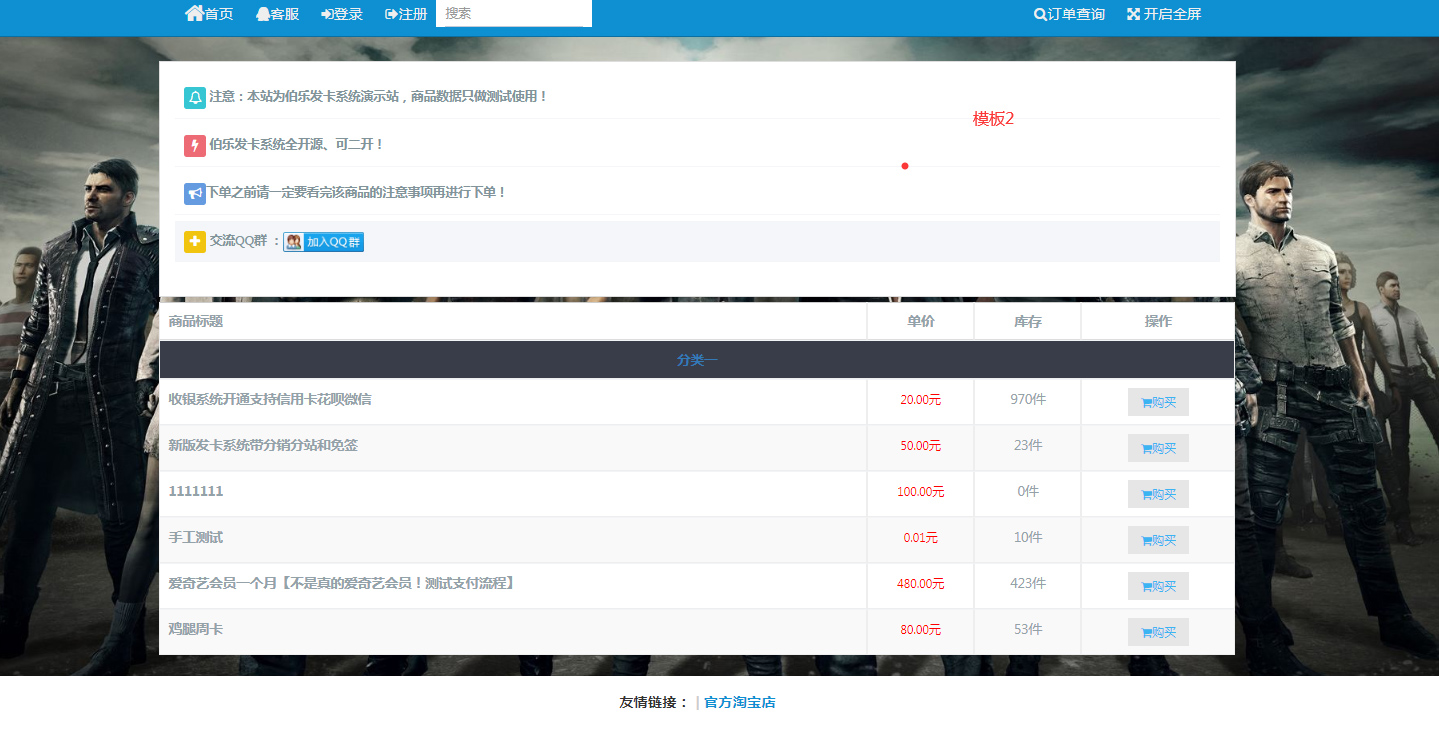 首页 客服 登录 注册 搜索 订单查询 开启全屏
注意：本站为伯乐发卡系统演示站，商品数据只做测试使用！
模板2
伯乐发卡系统全开源、可二开！
下单之前请一定要看完该商品的注意事项再进行下单！
交流QQ群 ： 加入QQ群
商品标题 单价 库存 操作
分类一
收银系统开通支持信用卡花呗微信 20.00元 970件 购买
新版发卡系统带分销分站和免签 50.00元 23件 购买
1111111 100.00元 0件 购买
手工测试 0.01元 10件 购买
爱奇艺会员一个月【不是真的爱奇艺会员！测试支付流程】 480.00元 423件 购买
鸡腿周卡 80.00元 53件 购买
友情链接： | 官方淘宝店